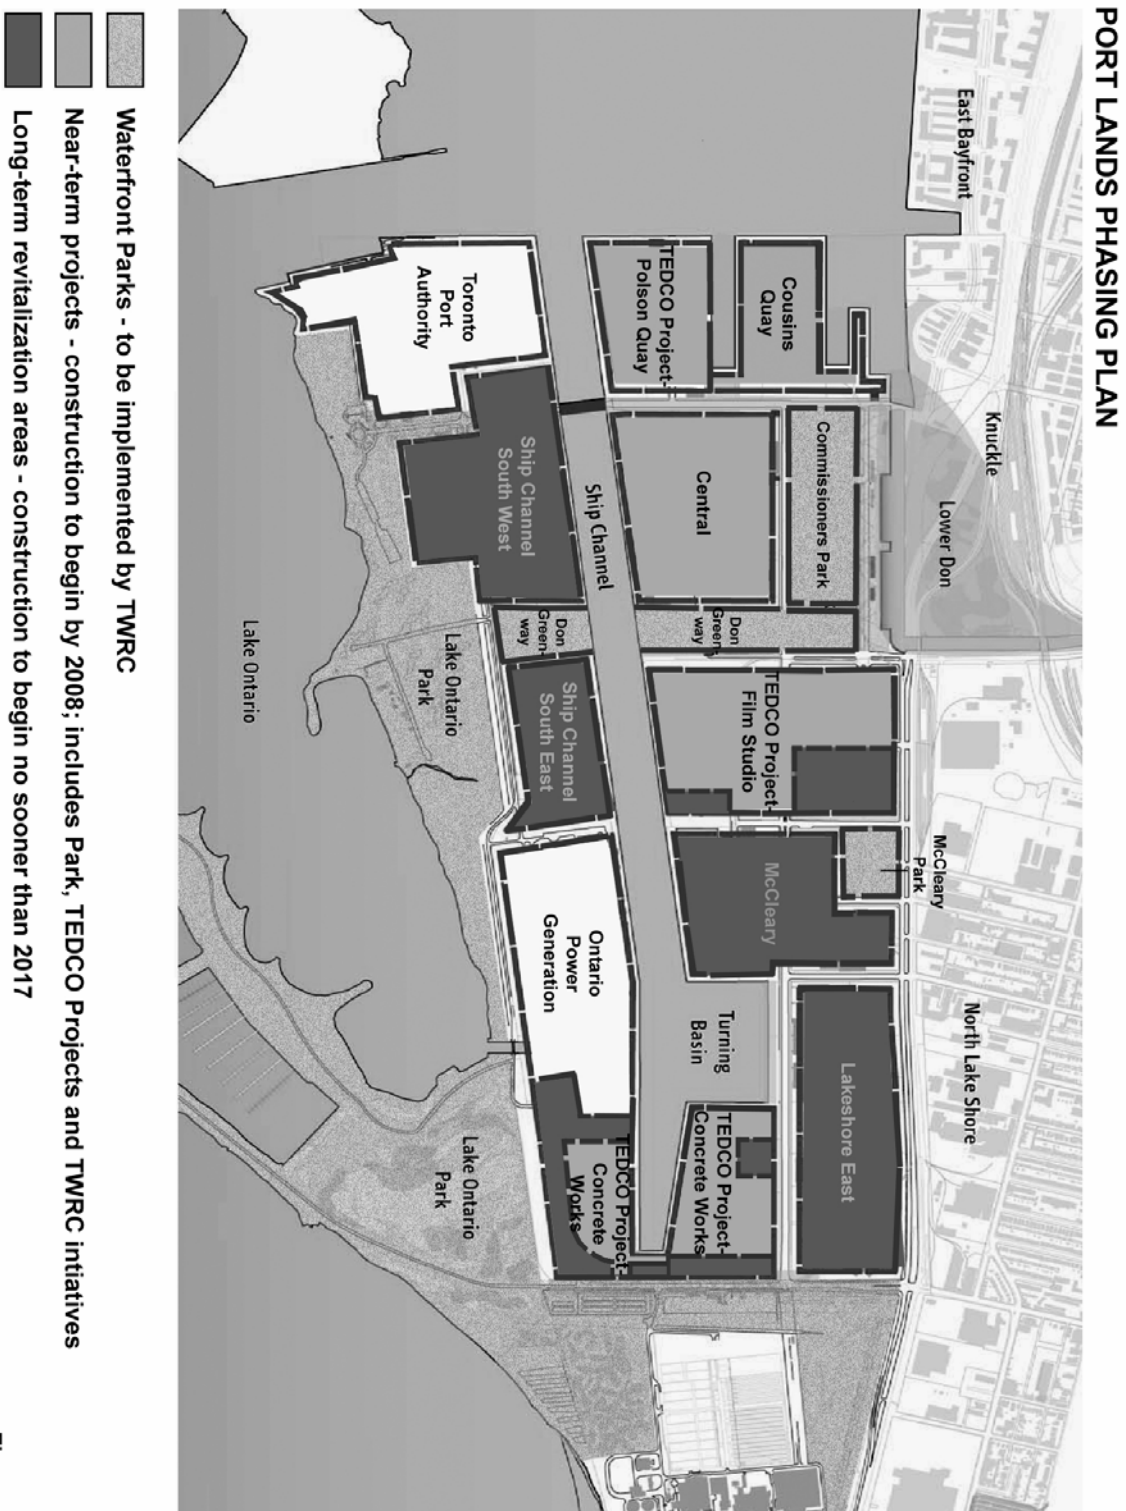 PORT LANDS PHASING PLAN
East Bayfront
Knuckle
Lower Don
McCleary
Park
North Lake Shore
Cousins
Quay
Commissioners Park
TEDCO Project-
Polson Quay
Central
Don
Green-
way
TEDCO Project-
Film Studio
McCleary
Lakeshore East
Turning
Basin
TEDCO Project-
Concrete Works
Ship Channel
Toronto
Port
Authority
Ship Channel
South West
Don
Green-
way
Ship Channel
South East
Ontario
Power
Generation
TEDCO Project-
Concrete
Works
Lake Ontario
Park
Lake Ontario
Park
Lake Ontario
Waterfront Parks - to be implemented by TWRC
Near-term projects - construction to begin by 2008; includes Park, TEDCO Projects and TWRC intiatives
Long-term revitalization areas - construction to begin no sooner than 2017